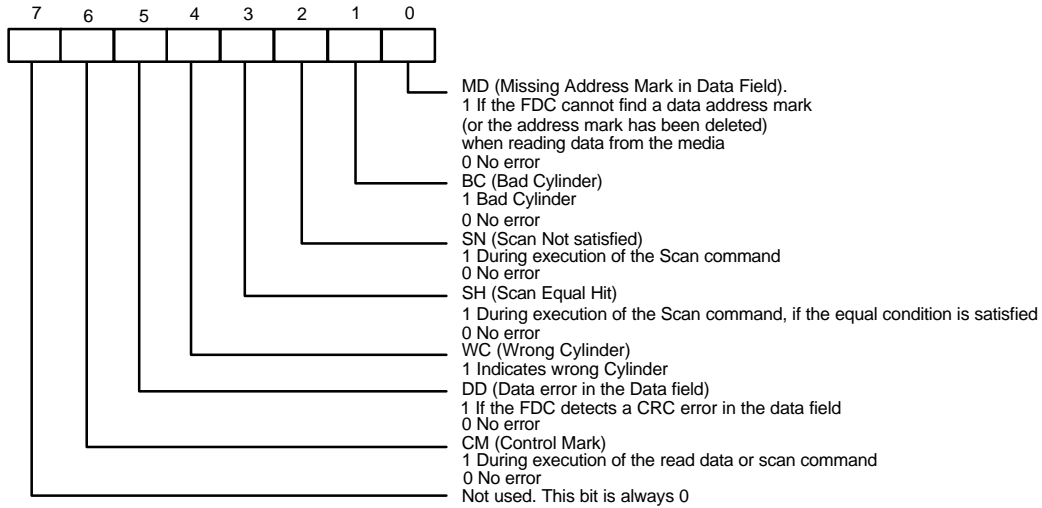 7 6 5 4 3 2 1 0
MD (Missing Address Mark in Data Field).
1 If the FDC cannot find a data address mark
(or the address mark has been deleted)
when reading data from the media
0 No error
BC (Bad Cylinder)
1 Bad Cylinder
0 No error
SN (Scan Not satisfied)
1 During execution of the Scan command
0 No error
SH (Scan Equal Hit)
1 During execution of the Scan command, if the equal condition is satisfied
0 No error
WC (Wrong Cylinder)
1 Indicates wrong Cylinder
DD (Data error in the Data field)
1 If the FDC detects a CRC error in the data field
0 No error
CM (Control Mark)
1 During execution of the read data or scan command
0 No error
Not used. This bit is always 0